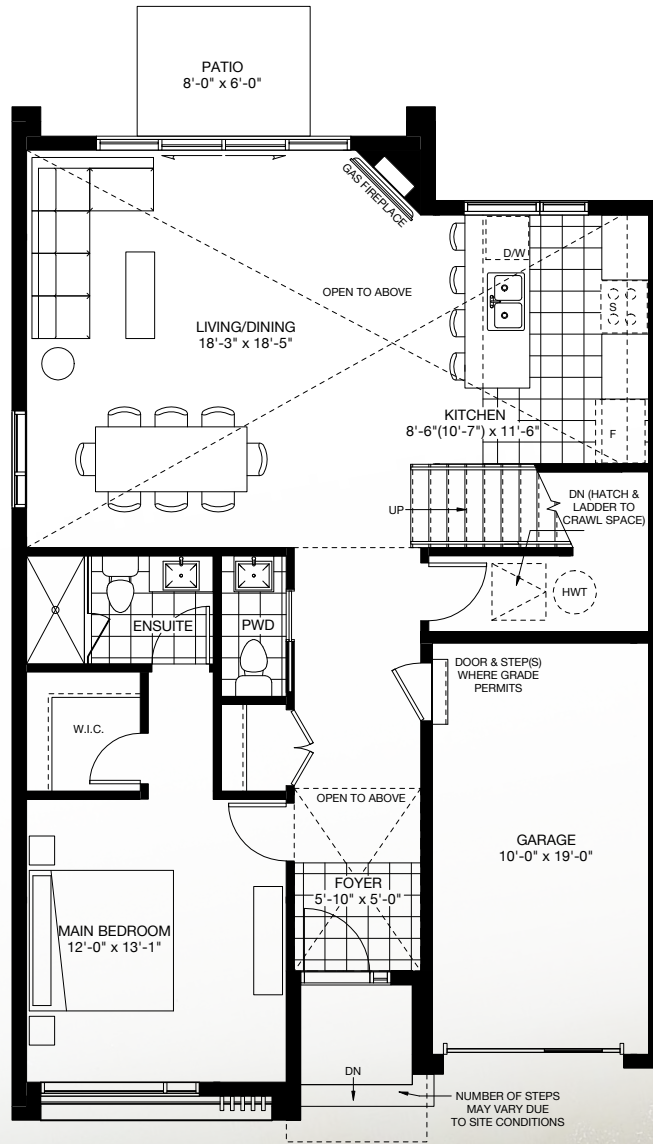 PATIO
8'-0" x 6'-0"
GAS FIREPLACE
D/W
OPEN TO ABOVE
S
LIVING/DINING
18'-3" x 18'-5"
KITCHEN
8'-6"(10'-7") x 11'-6"
F
UP
DN (HATCH &
LADDER TO
CRAWL SPACE)
HWT
ENSUITE
PWD
DOOR & STEP(S)
WHERE GRADE
PERMITS
W.I.C.
OPEN TO ABOVE
GARAGE
10'-0" x 19'-0"
FOYER
5'-10" x 5'-0"
MAIN BEDROOM
12'-0" x 13'-1"
DN
NUMBER OF STEPS
MAY VARY DUE
TO SITE CONDITIONS